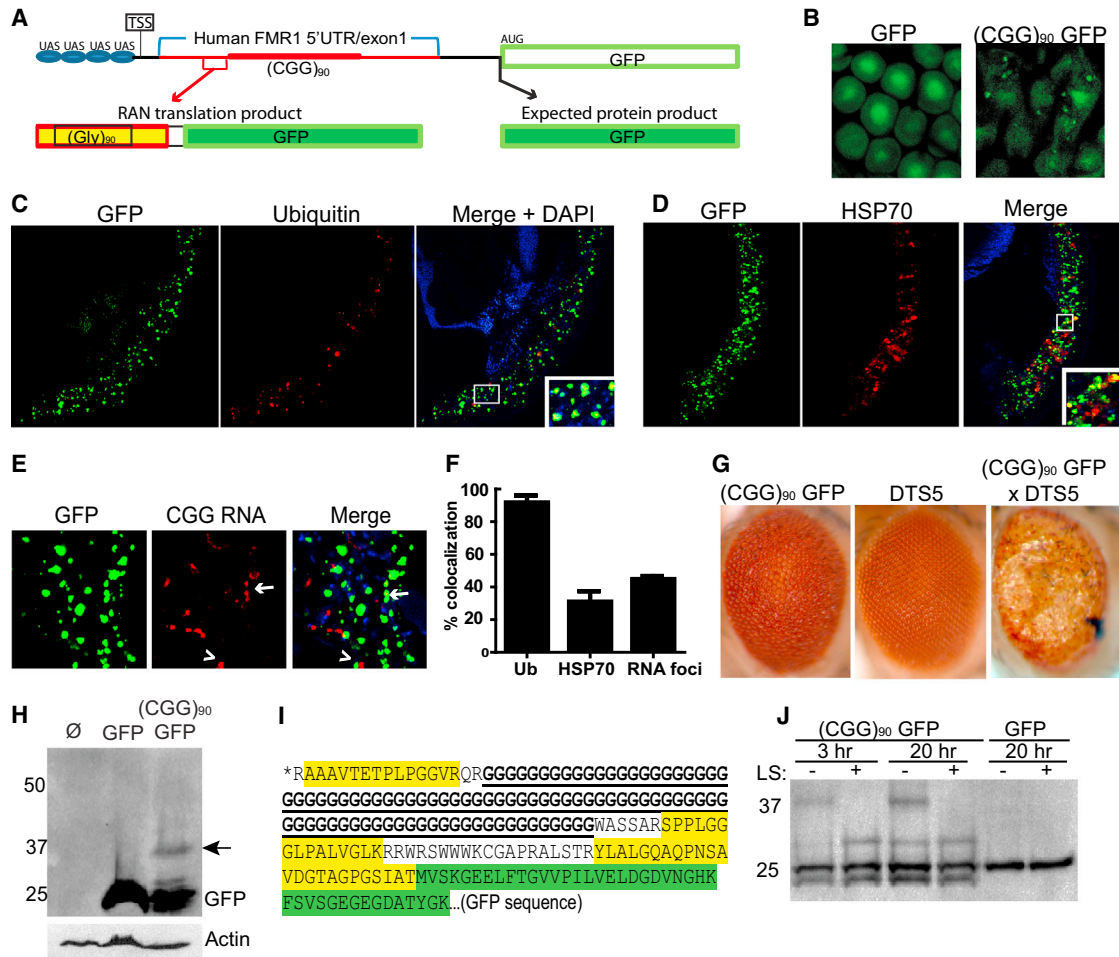 A
UAS UAS UAS UAS
TSS
Human FMR1 5'UTR/exon1
(CGG)90
AUG
GFP
RAN translation product
Expected protein product
(Gly)90
GFP
GFP
B
GFP
(CGG)90 GFP
C
GFP
Ubiquitin
Merge + DAPI
D
GFP
HSP70
Merge
E
GFP
CGG RNA
Merge
F
% colocalization
100
80
60
40
20
0
Ub
HSP70
RNA foci
G
(CGG)90 GFP
DTS5
(CGG)90 GFP
x DTS5
H
Ø
GFP
(CGG)90
GFP
50
37
25
GFP
Actin
I
*RAAAVTETPLPGGVRQRGGGGGGGGGGGGGGGGGGGGGG
GGGGGGGGGGGGGGGGGGGGGGGGGGGGGGGGGGGGGGGG
GGGGGGGGGGGGGGGGGGGGGGGGGGGGWASSARSPPLGG
GLPALVGLKRRWRSWWWKCGAPRALSTRYLALGQAQPNSA
VDGTAGPGSIATMVSKGEELFTGVVPILVELDGDVNGHK
FSVSGEGEGDATYGK...(GFP sequence)
J
(CGG)90 GFP
GFP
3 hr
20 hr
20 hr
LS: - + - + - +
37
25